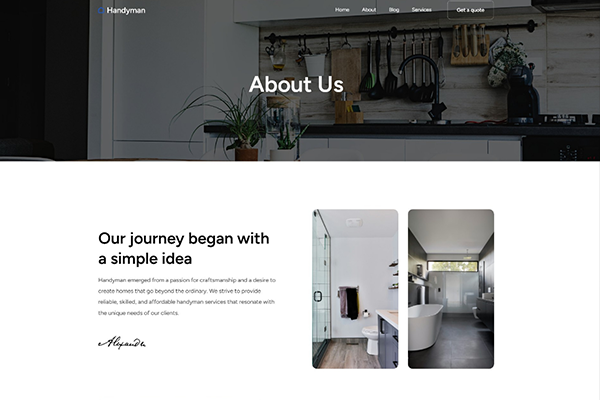 Handyman
Home About Blog Services Get a quote
About Us
Our journey began with
a simple idea
Handyman emerged from a passion for craftsmanship and a desire to
create homes that go beyond the ordinary. We strive to provide
reliable, skilled, and affordable handyman services that resonate with
the unique needs of our clients.
Alexander